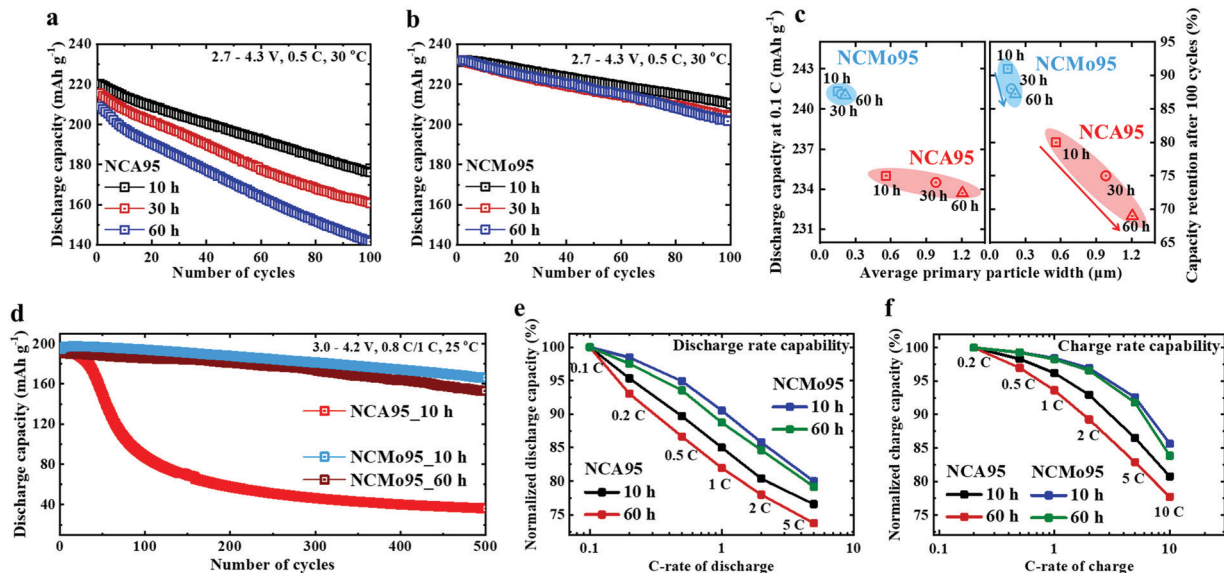 a
Discharge capacity (mAh g⁻¹)
240
220
200
180
160
140
2.7 - 4.3 V, 0.5 C, 30 °C
NCA95
10 h
30 h
60 h
0 20 40 60 80 100
Number of cycles
b
Discharge capacity (mAh g⁻¹)
240
220
200
180
160
140
2.7 - 4.3 V, 0.5 C, 30 °C
NCMo95
10 h
30 h
60 h
0 20 40 60 80 100
Number of cycles
c
Discharge capacity at 0.1 C (mAh g⁻¹)
243
240
237
234
231
10 h
NCMo95
30 h
60 h
NCA95
10 h
30 h
60 h
0.0 0.3 0.6 0.9 1.2
10 h
NCMo95
30 h
60 h
NCA95
10 h
30 h
60 h
0.0 0.3 0.6 0.9 1.2
95
90
85
80
75
70
65
Capacity retention after 100 cycles (%)
Average primary particle width (µm)
d
Discharge capacity (mAh g⁻¹)
200
160
120
80
40
3.0 - 4.2 V, 0.8 C/1 C, 25 °C
NCA95_10 h
NCMo95_10 h
NCMo95_60 h
0 100 200 300 400 500
Number of cycles
e
Normalized discharge capacity (%)
100
95
90
85
80
75
Discharge rate capability
0.1 C
0.2 C
0.5 C
1 C
2 C
5 C
NCMo95
10 h
60 h
NCA95
10 h
60 h
0.1 1 10
C-rate of discharge
f
Normalized charge capacity (%)
100
95
90
85
80
75
Charge rate capability
0.2 C
0.5 C
1 C
2 C
5 C
10 C
NCA95 NCMo95
10 h 10 h
60 h 60 h
0.1 1 10
C-rate of charge